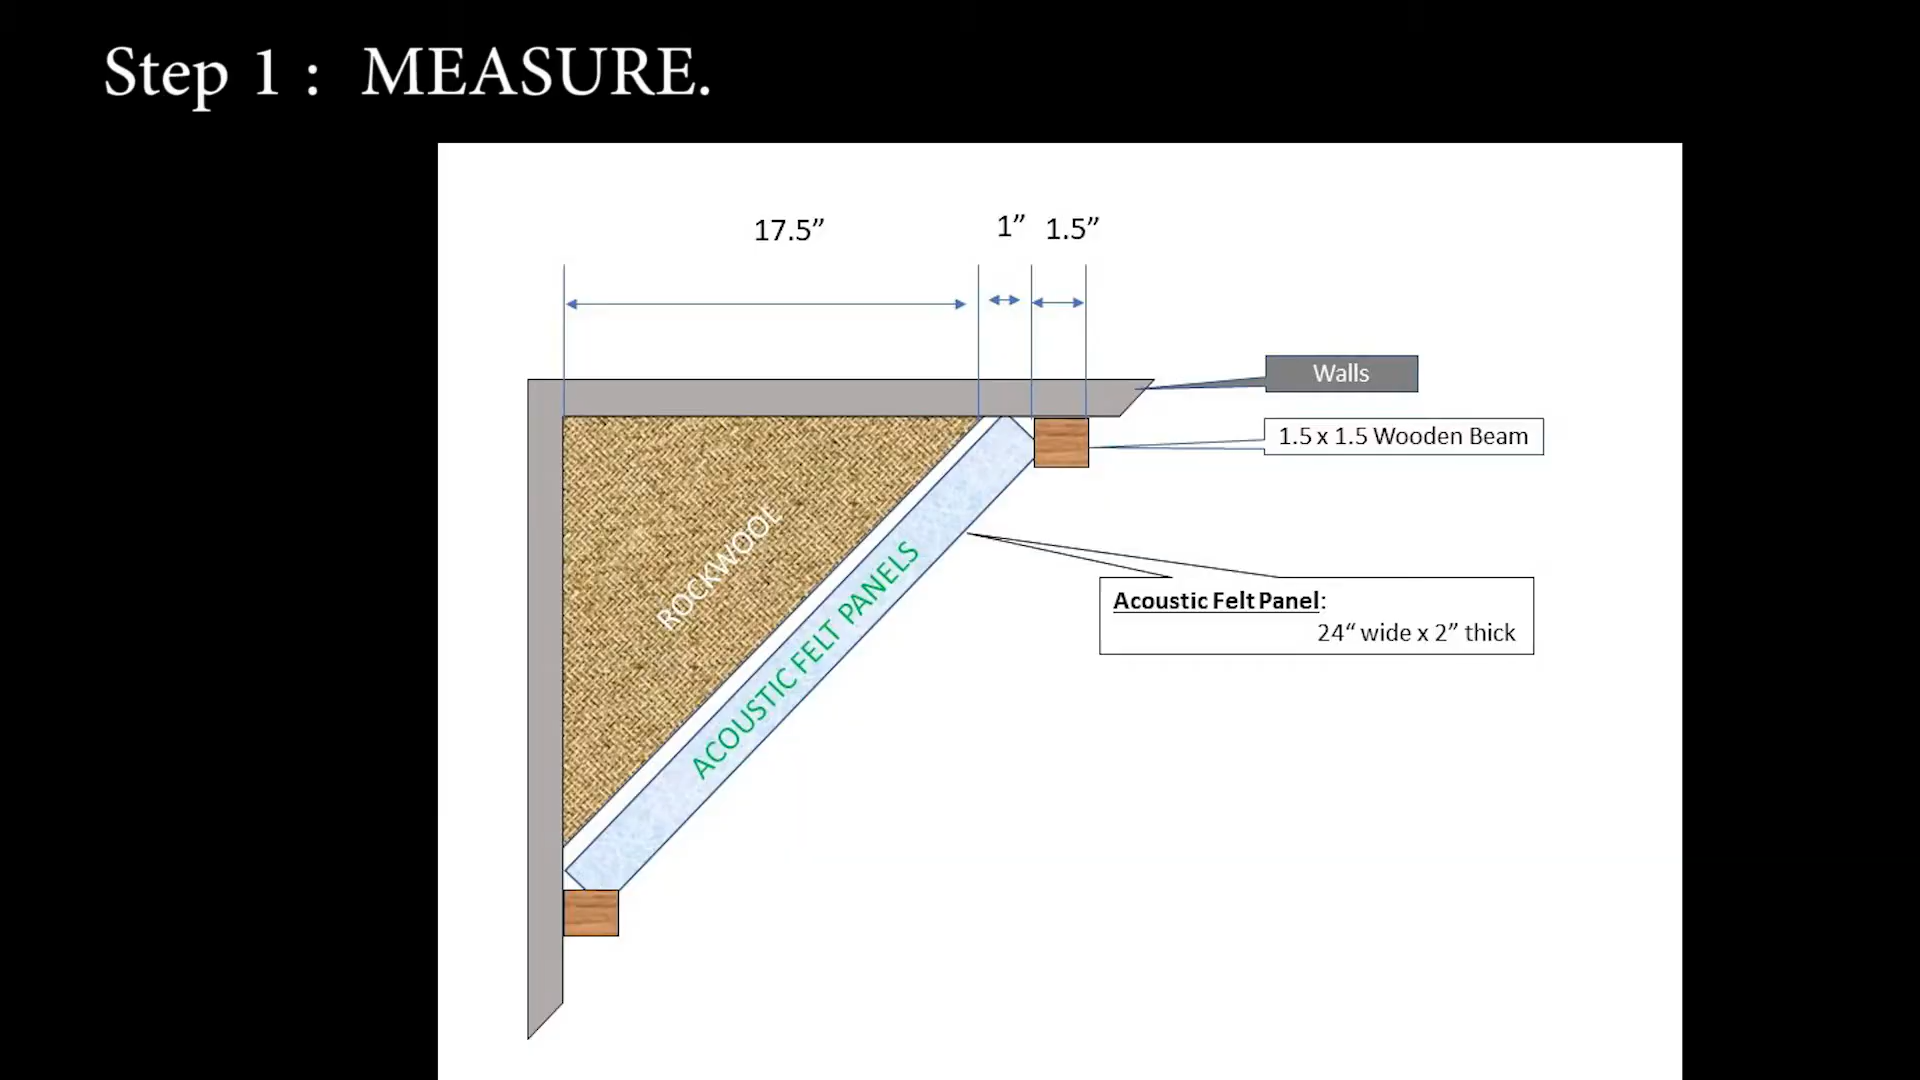 Step 1 : MEASURE.
17.5”
1”
1.5”
Walls
1.5 x 1.5 Wooden Beam
ROCKWOOL
ACOUSTIC FELT PANELS
Acoustic Felt Panel:
24“ wide x 2” thick